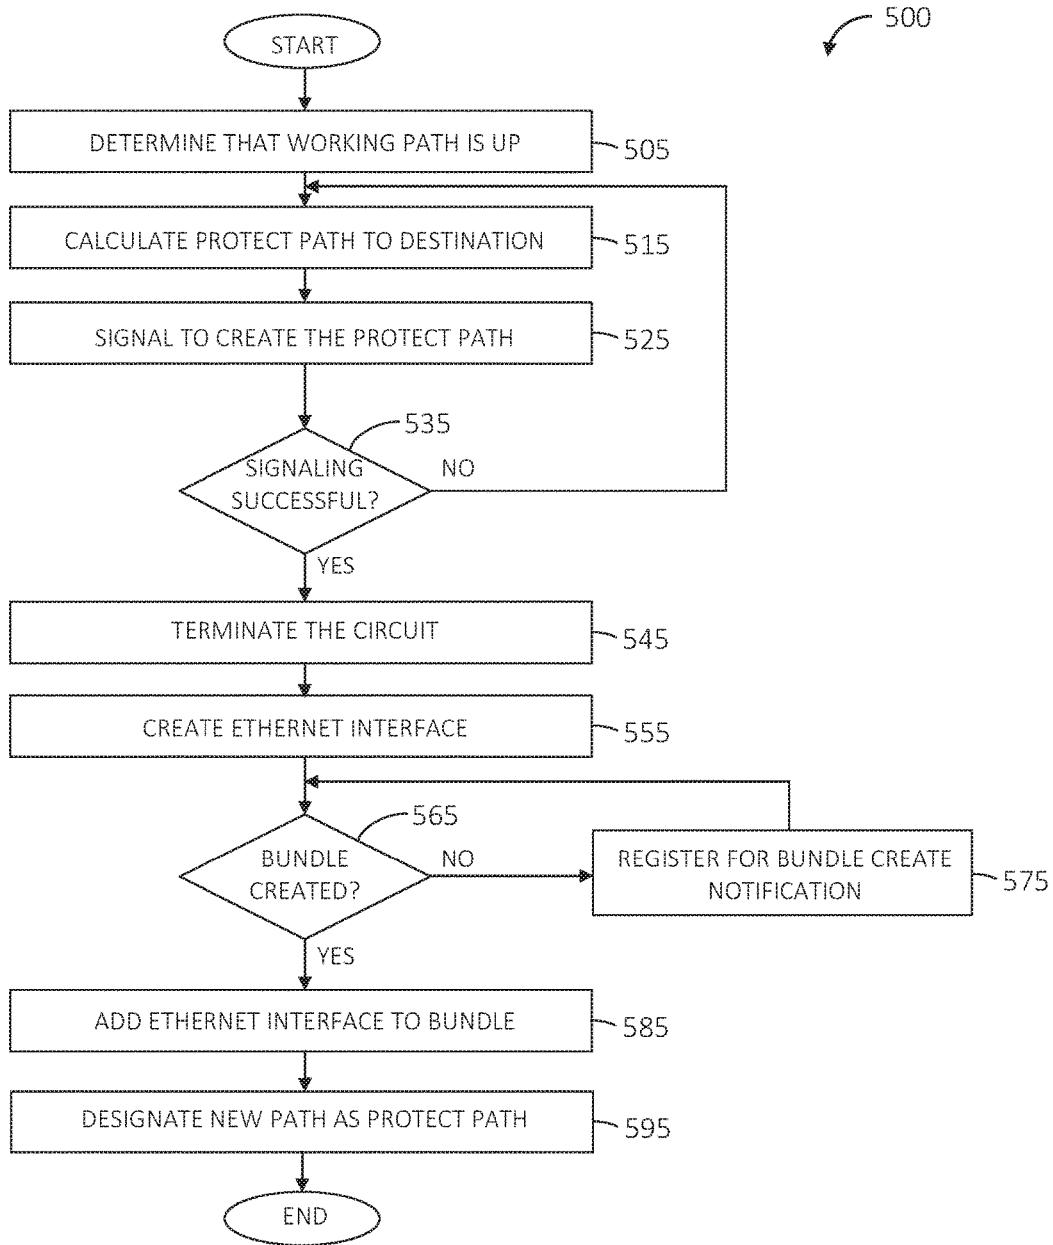 500
START
DETERMINE THAT WORKING PATH IS UP
505
CALCULATE PROTECT PATH TO DESTINATION
515
SIGNAL TO CREATE THE PROTECT PATH
525
535
SIGNALING
SUCCESSFUL?
NO
YES
TERMINATE THE CIRCUIT
545
CREATE ETHERNET INTERFACE
555
565
BUNDLE
CREATED?
NO
REGISTER FOR BUNDLE CREATE
NOTIFICATION
575
YES
ADD ETHERNET INTERFACE TO BUNDLE
585
DESIGNATE NEW PATH AS PROTECT PATH
595
END